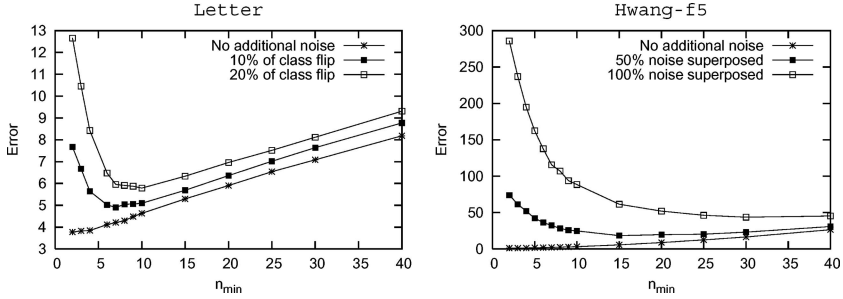 Letter
13
12
11
10
9
8
7
6
5
4
3
Error
No additional noise
10% of class flip
20% of class flip
0 5 10 15 20 25 30 35 40
n_min
Hwang-f5
300
250
200
150
100
50
0
Error
No additional noise
50% noise superposed
100% noise superposed
0 5 10 15 20 25 30 35 40
n_min